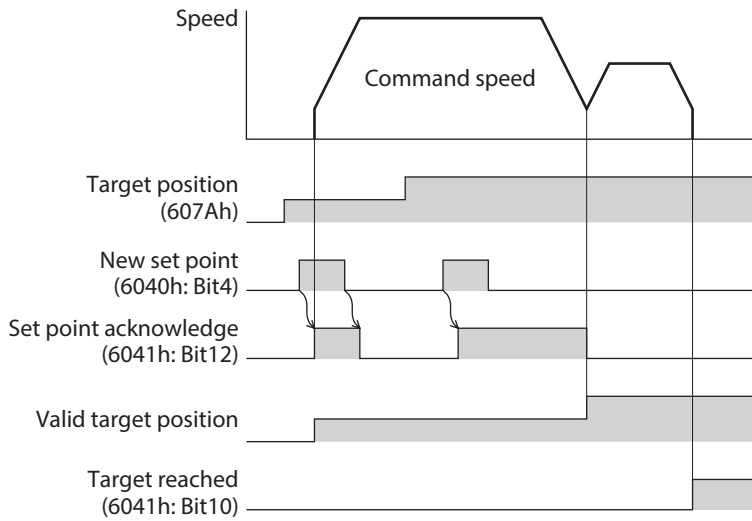 Speed
Command speed
Target position
(607Ah)
New set point
(6040h: Bit4)
Set point acknowledge
(6041h: Bit12)
Valid target position
Target reached
(6041h: Bit10)